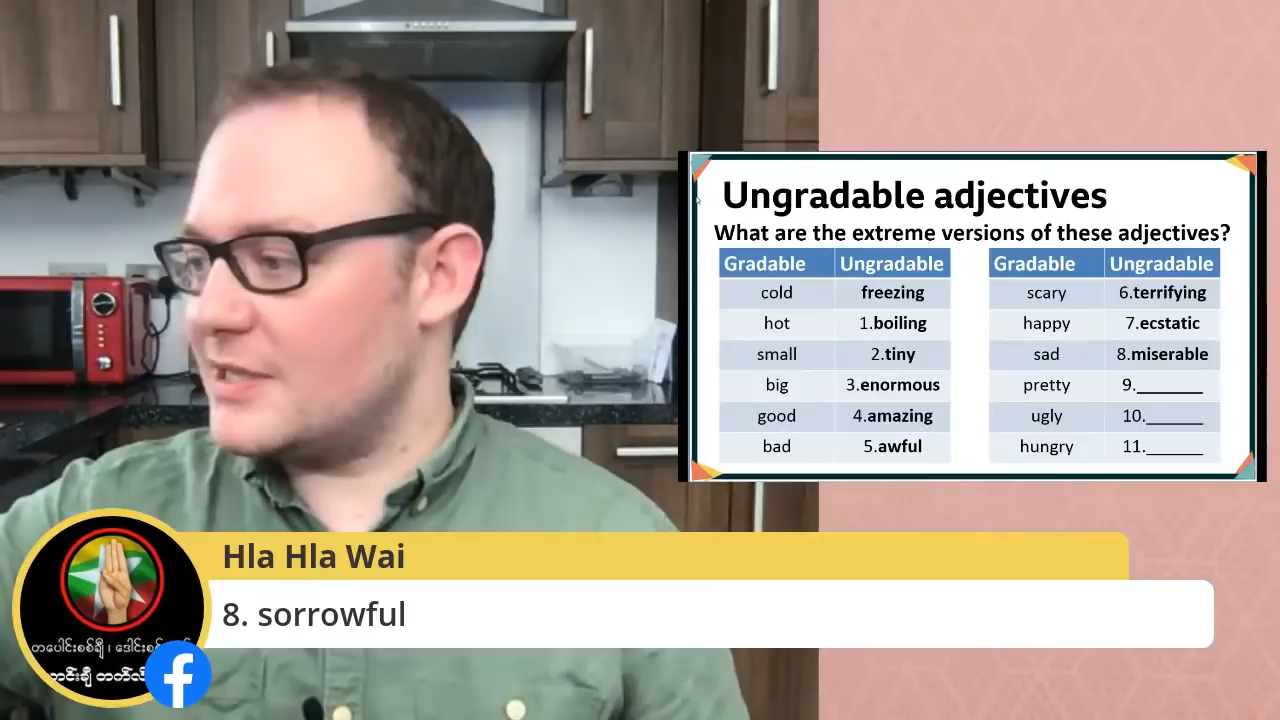 Ungradable adjectives
What are the extreme versions of these adjectives?
Gradable Ungradable Gradable Ungradable
cold freezing scary 6.terrifying
hot 1.boiling happy 7.ecstatic
small 2.tiny sad 8.miserable
big 3.enormous pretty 9.________
good 4.amazing ugly 10._______
bad 5.awful hungry 11._______
Hla Hla Wai
8. sorrowful